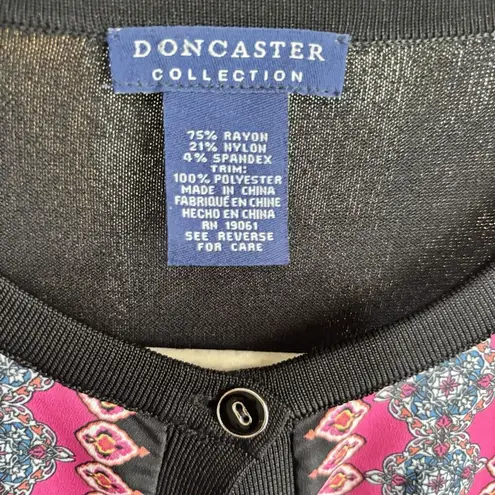 DONCASTER
COLLECTION
75% RAYON
21% NYLON
4% SPANDEX
TRIM:
100% POLYESTER
MADE IN CHINA
FABRIQUÉ EN CHINE
HECHO EN CHINA
RN 19061
SEE REVERSE
FOR CARE